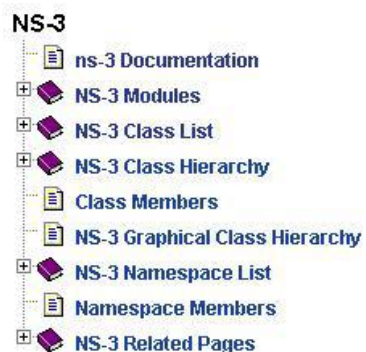 NS-3
ns-3 Documentation
NS-3 Modules
NS-3 Class List
NS-3 Class Hierarchy
Class Members
NS-3 Graphical Class Hierarchy
NS-3 Namespace List
Namespace Members
NS-3 Related Pages